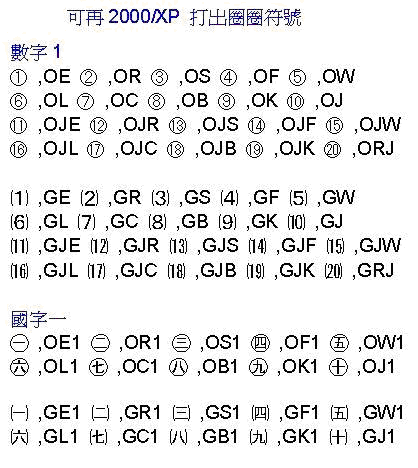 可再 2000/XP 打出圈圈符號
數字 1
① ,OE ② ,OR ③ ,OS ④ ,OF ⑤ ,OW
⑥ ,OL ⑦ ,OC ⑧ ,OB ⑨ ,OK ⑩ ,OJ
⑪ ,OJE ⑫ ,OJR ⑬ ,OJS ⑭ ,OJF ⑮ ,OJW
⑯ ,OJL ⑰ ,OJC ⑱ ,OJB ⑲ ,OJK ⑳ ,ORJ
⑴ ,GE ⑵ ,GR ⑶ ,GS ⑷ ,GF ⑸ ,GW
⑹ ,GL ⑺ ,GC ⑻ ,GB ⑼ ,GK ⑽ ,GJ
⑾ ,GJE ⑿ ,GJR ⒀ ,GJS ⒁ ,GJF ⒂ ,GJW
⒃ ,GJL ⒄ ,GJC ⒅ ,GJB ⒆ ,GJK ⒇ ,GRJ
國字一
㊀ ,OE1 ㊁ ,OR1 ㊂ ,OS1 ㊃ ,OF1 ㊄ ,OW1
㊅ ,OL1 ㊆ ,OC1 ㊇ ,OB1 ㊈ ,OK1 ㊉ ,OJ1
㈠ ,GE1 ㈡ ,GR1 ㈢ ,GS1 ㈣ ,GF1 ㈤ ,GW1
㈥ ,GL1 ㈦ ,GC1 ㈧ ,GB1 ㈨ ,GK1 ㈩ ,GJ1